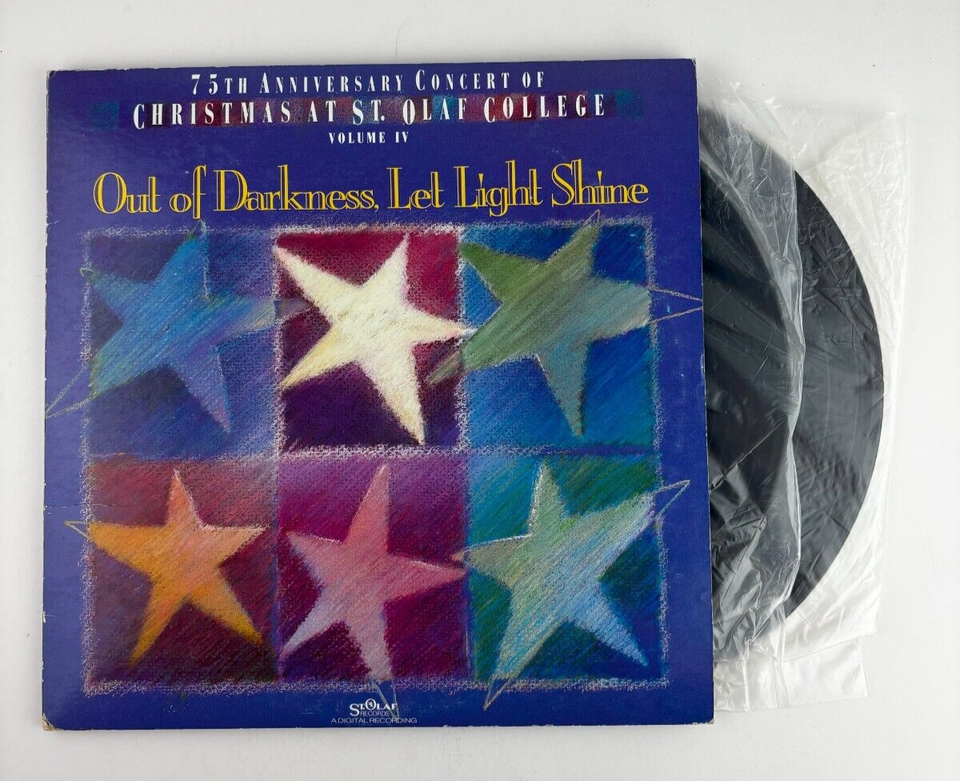 75TH ANNIVERSARY CONCERT OF
CHRISTMAS AT ST. OLAF COLLEGE
VOLUME IV
Out of Darkness, Let Light Shine
ST. OLAF
RECORDS
A DIGITAL RECORDING